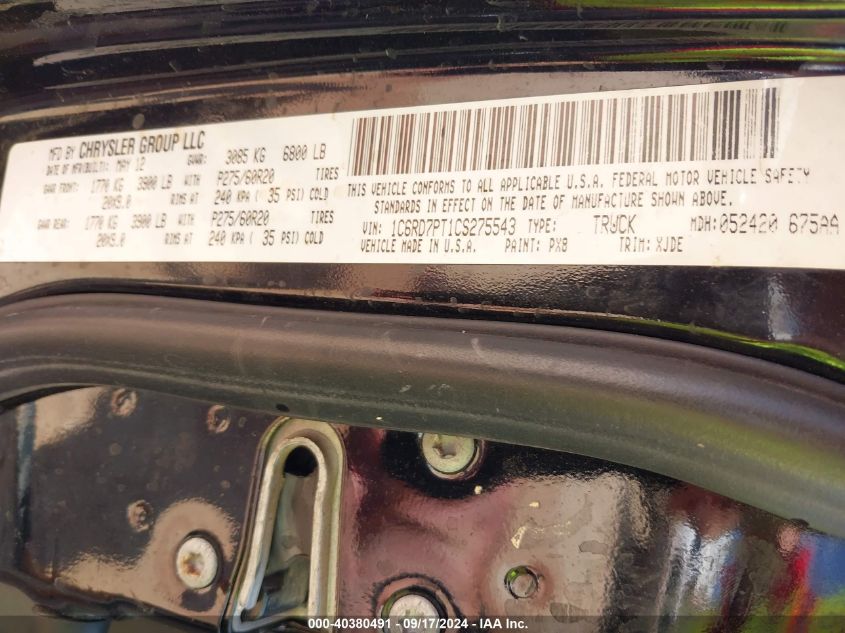 MFD BY CHRYSLER GROUP LLC
DATE OF MFR(BUILT): MAY 12 GVWR: 3085 KG 6800 LB
GAWR FRONT: 1770 KG 3900 LB WITH P275/60R20 TIRES
20X9.0 RIMS AT 240 KPA ( 35 PSI) COLD
GAWR REAR: 1770 KG 3900 LB WITH P275/60R20 TIRES
20X9.0 RIMS AT 240 KPA ( 35 PSI) COLD
THIS VEHICLE CONFORMS TO ALL APPLICABLE U.S.A. FEDERAL MOTOR VEHICLE SAFETY
STANDARDS IN EFFECT ON THE DATE OF MANUFACTURE SHOWN ABOVE.
VIN: 1C6RD7PT1CS275543 TYPE: TRUCK MDH: 052420 675AA
VEHICLE MADE IN U.S.A. PAINT: PX8 TRIM: XJDE
000-40380491 - 09/17/2024 - IAA Inc.